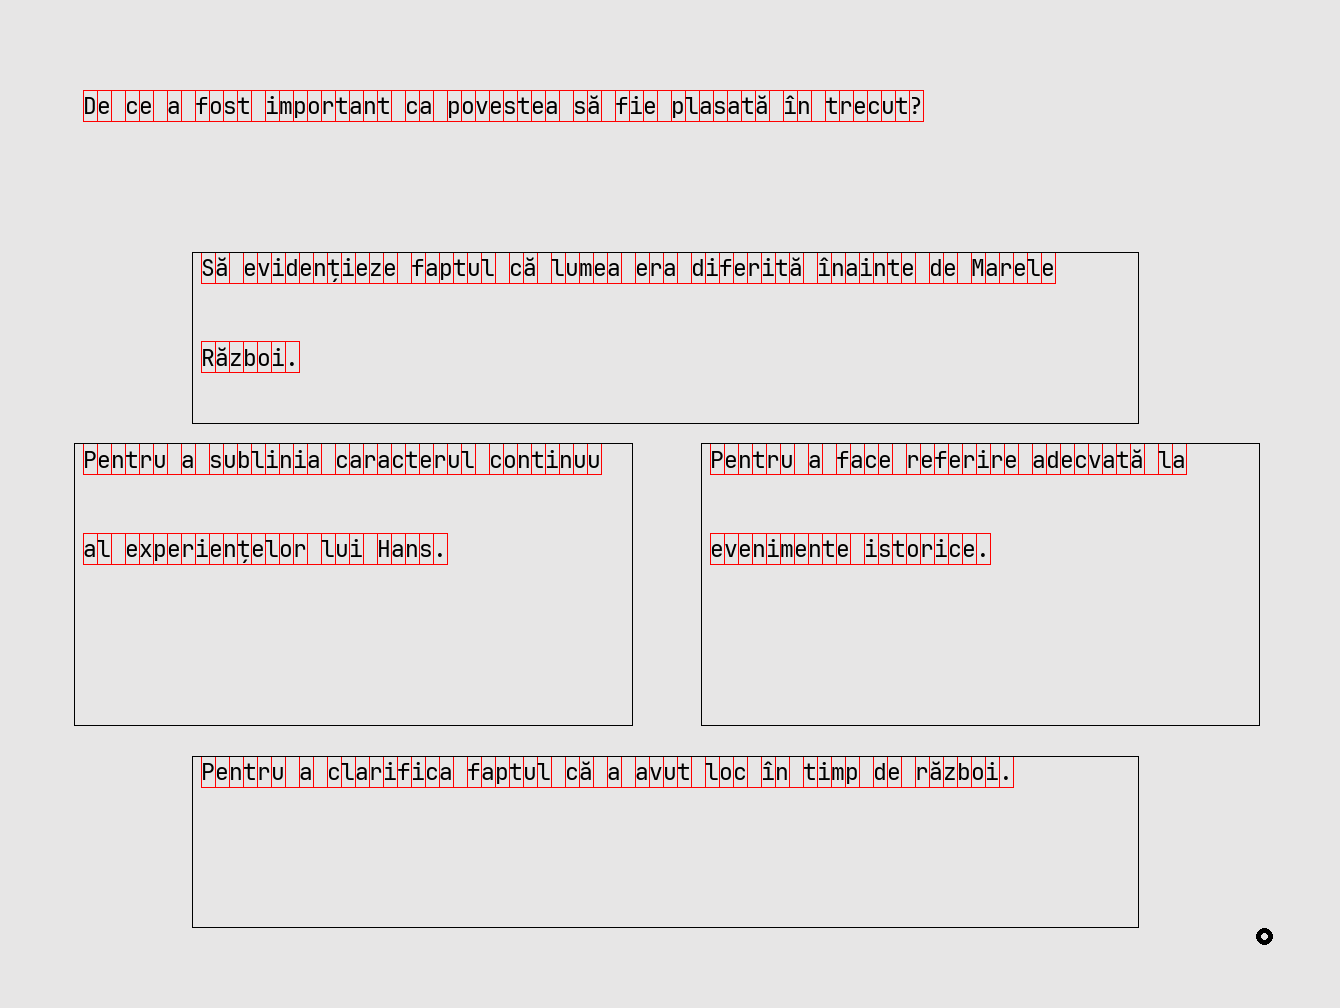 De ce a fost important ca povestea să fie plasată în trecut?
Să evidențieze faptul că lumea era diferită înainte de Marele
Război.
Pentru a sublinia caracterul continuu
al experiențelor lui Hans.
Pentru a face referire adecvată la
evenimente istorice.
Pentru a clarifica faptul că a avut loc în timp de război.